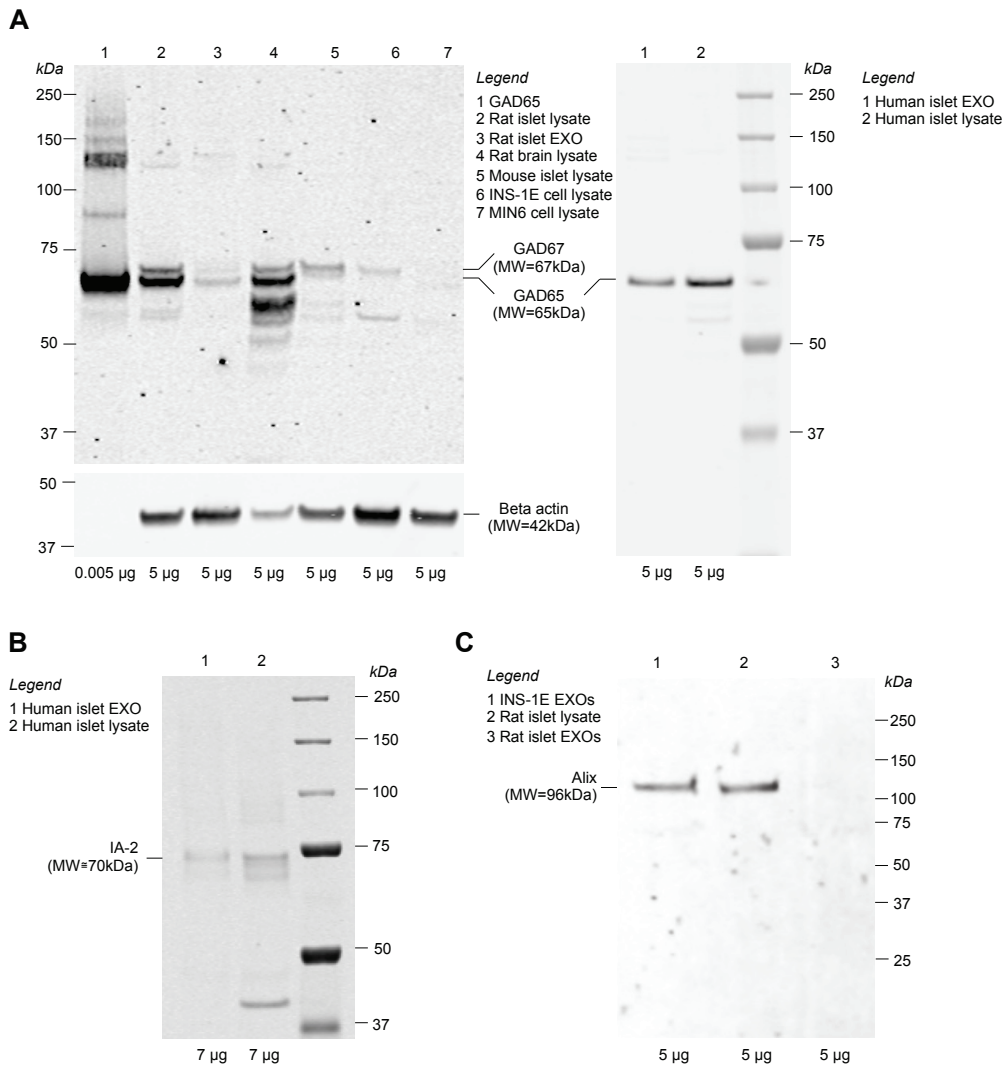 A
1 2 3 4 5 6 7
kDa
250
150
100
75
50
37
Legend
1 GAD65
2 Rat islet lysate
3 Rat islet EXO
4 Rat brain lysate
5 Mouse islet lysate
6 INS-1E cell lysate
7 MIN6 cell lysate
GAD67
(MW=67kDa)
GAD65
(MW=65kDa)
50
37
Beta actin
(MW=42kDa)
0.005 µg 5 µg 5 µg 5 µg 5 µg 5 µg 5 µg
1 2
kDa
250
150
100
75
50
37
Legend
1 Human islet EXO
2 Human islet lysate
5 µg 5 µg
B
Legend
1 Human islet EXO
2 Human islet lysate
1 2
kDa
250
150
100
75
50
37
IA-2
(MW≅70kDa)
7 µg 7 µg
C
Legend
1 INS-1E EXOs
2 Rat islet lysate
3 Rat islet EXOs
1 2 3
kDa
250
150
100
75
50
37
25
Alix
(MW=96kDa)
5 µg 5 µg 5 µg